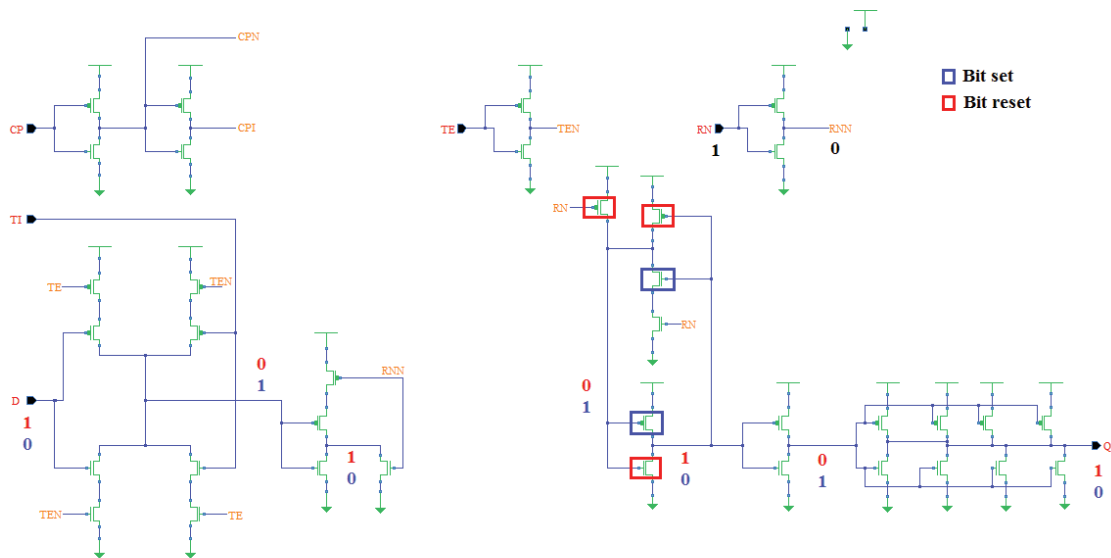 CPN
Bit set
Bit reset
CP
CPI
TE
TEN
RN
RNN
1
0
RN
TI
TE
TEN
RN
0
1
RNN
0
1
D
1
0
1
0
1
0
0
1
Q
1
0
TEN
TE